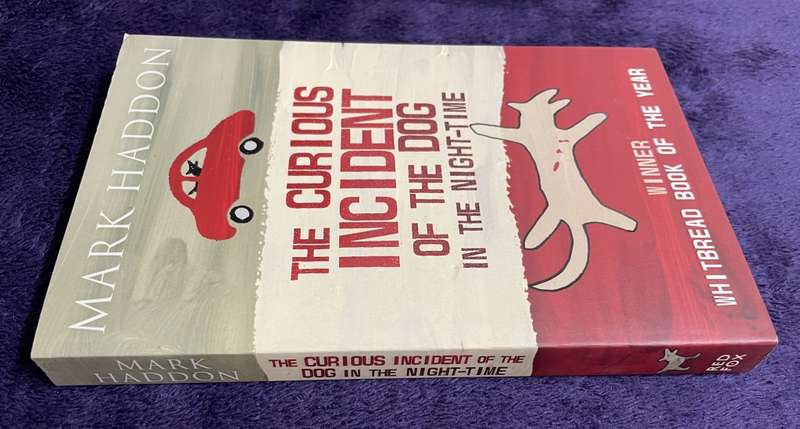 MARK HADDON
THE CURIOUS
INCIDENT
OF THE DOG
IN THE NIGHT-TIME
WINNER
WHITBREAD BOOK OF THE YEAR
MARK
HADDON
THE CURIOUS INCIDENT OF THE
DOG IN THE NIGHT-TIME
RED
FOX